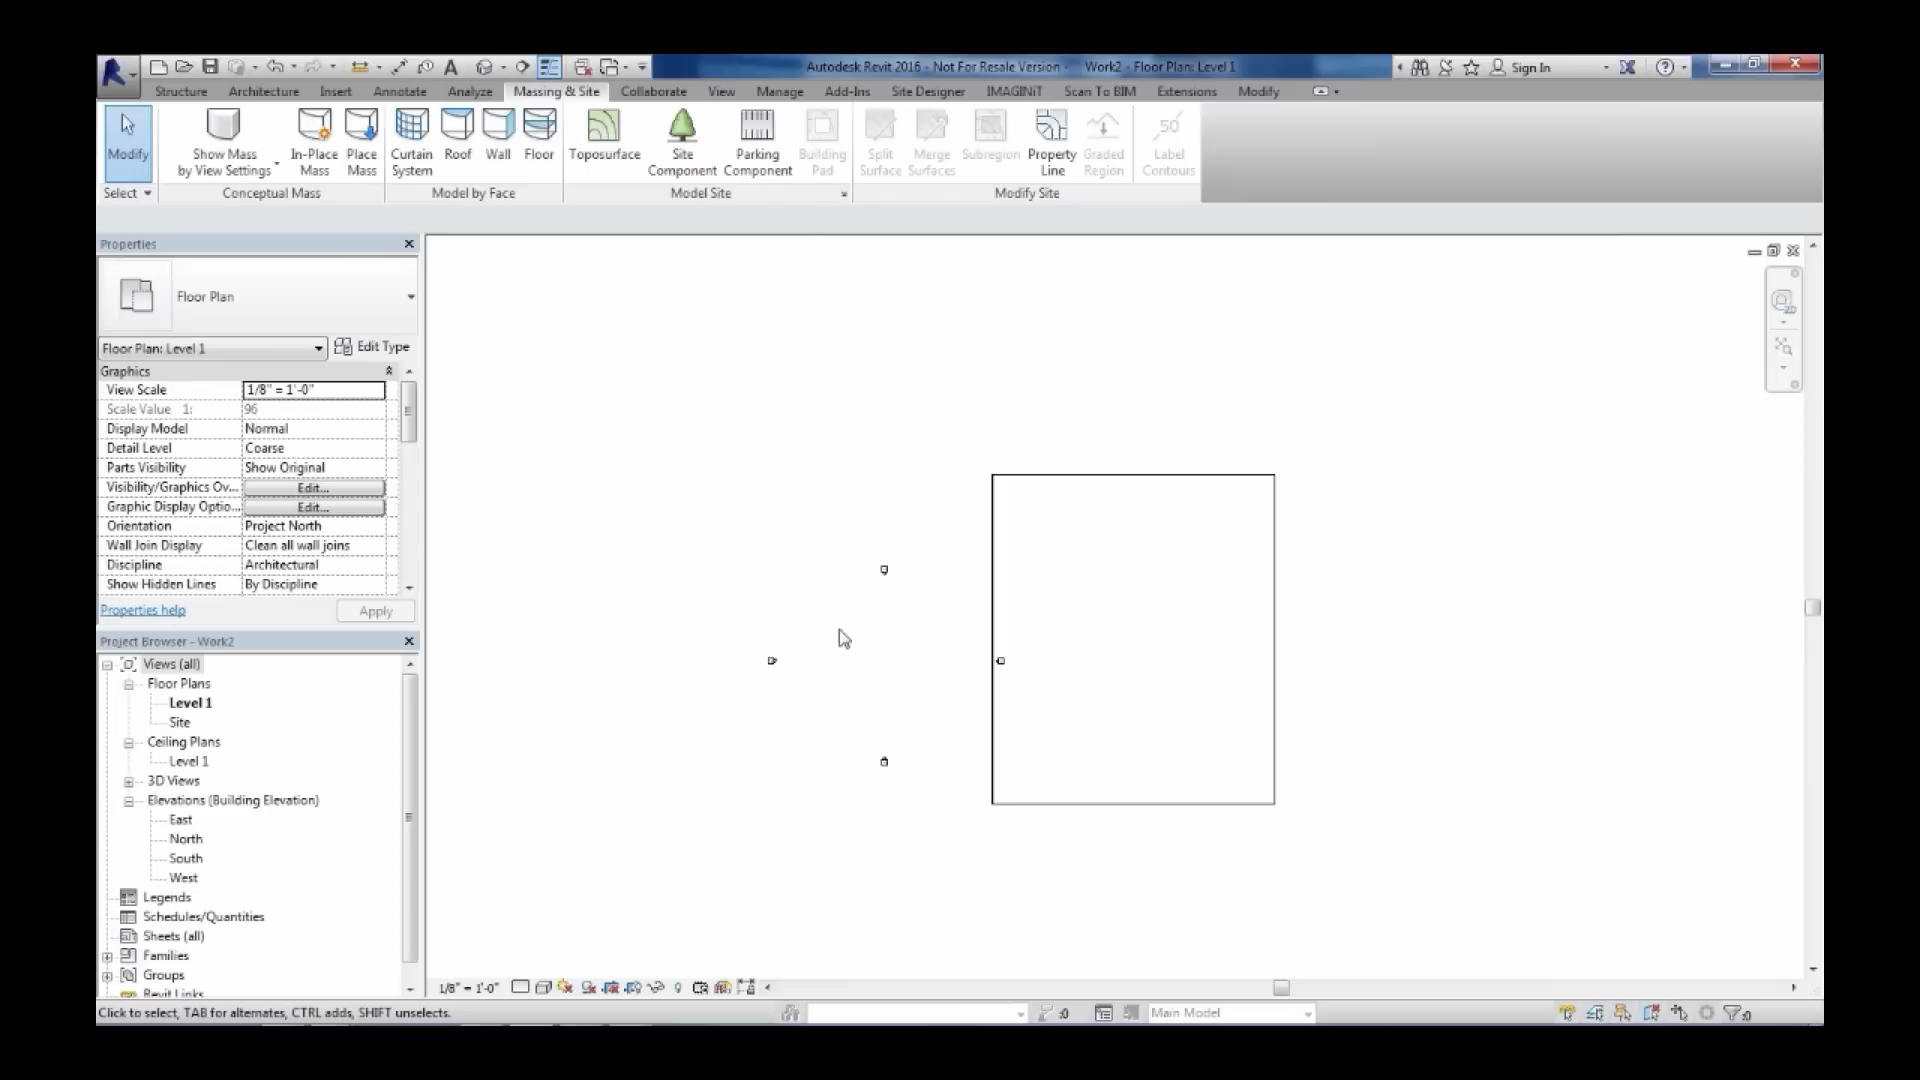 Autodesk Revit 2016 - Not For Resale Version - Work2 - Floor Plan: Level 1
Sign In
Structure Architecture Insert Annotate Analyze Massing & Site Collaborate View Manage Add-Ins Site Designer IMAGINiT Scan To BIM Extensions Modify
Modify
Show Mass
by View Settings
In-Place
Mass
Place
Mass
Curtain
System
Roof
Wall
Floor
Toposurface
Site
Component
Parking
Component
Building
Pad
Split
Surface
Merge
Surfaces
Subregion
Property
Line
Graded
Region
50
Label
Contours
Select Conceptual Mass Model by Face Model Site Modify Site
Properties
Floor Plan
Floor Plan: Level 1 Edit Type
Graphics
View Scale 1/8" = 1'-0"
Scale Value 1: 96
Display Model Normal
Detail Level Coarse
Parts Visibility Show Original
Visibility/Graphics Ov... Edit...
Graphic Display Optio... Edit...
Orientation Project North
Wall Join Display Clean all wall joins
Discipline Architectural
Show Hidden Lines By Discipline
Properties help Apply
Project Browser - Work2
Views (all)
Floor Plans
Level 1
Site
Ceiling Plans
Level 1
3D Views
Elevations (Building Elevation)
East
North
South
West
Legends
Schedules/Quantities
Sheets (all)
Families
Groups
Revit Links
1/8" = 1'-0"
Click to select, TAB for alternates, CTRL adds, SHIFT unselects.
:0
Main Model
:0